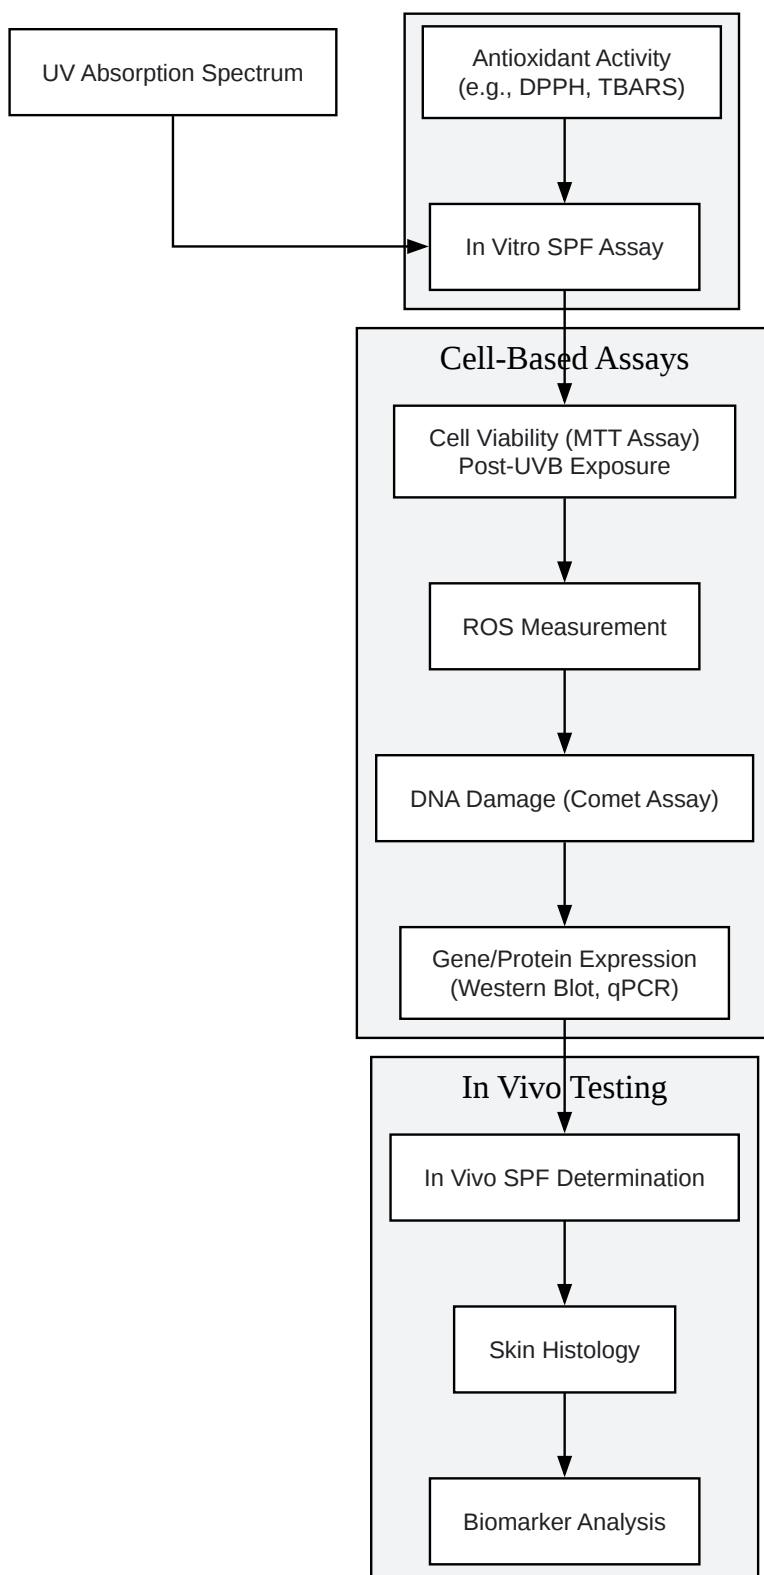 UV Absorption Spectrum
Antioxidant Activity
(e.g., DPPH, TBARS)
In Vitro SPF Assay
Cell-Based Assays
Cell Viability (MTT Assay)
Post-UVB Exposure
ROS Measurement
DNA Damage (Comet Assay)
Gene/Protein Expression
(Western Blot, qPCR)
In Vivo Testing
In Vivo SPF Determination
Skin Histology
Biomarker Analysis